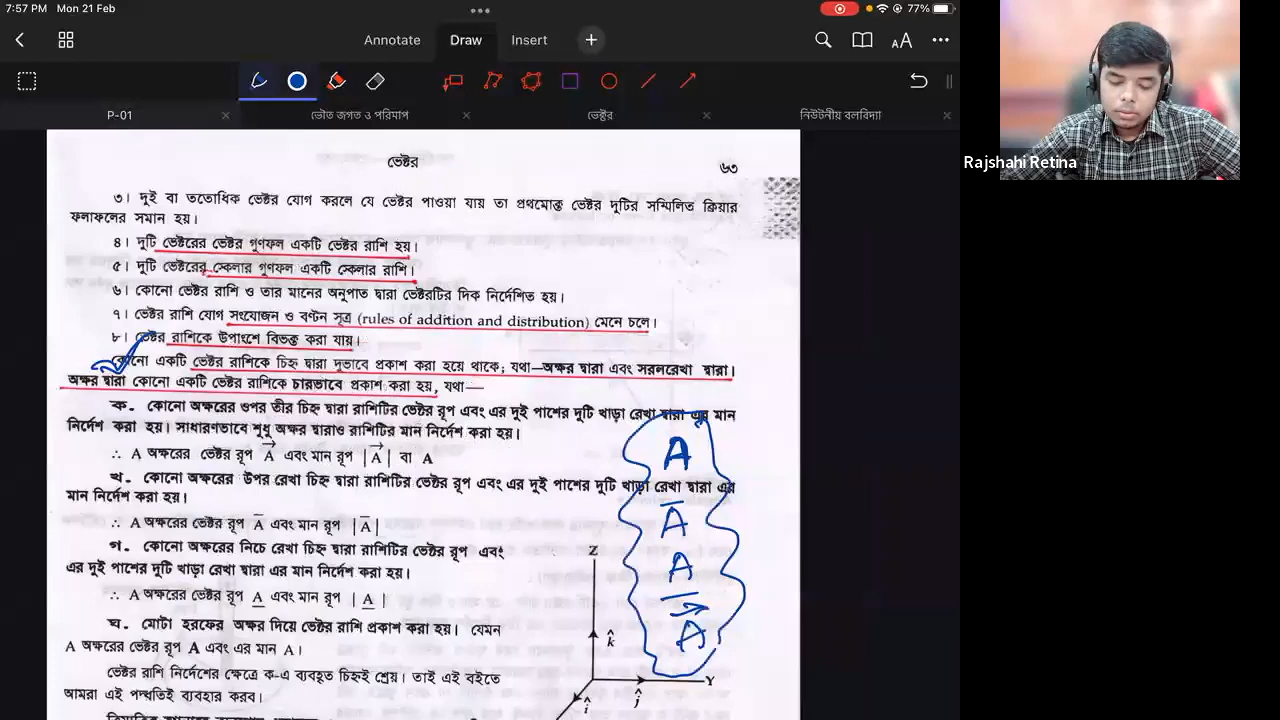 7:57 PM Mon 21 Feb
77%
Annotate Draw Insert
AA
P-01
ভৌত জগত ও পরিমাপ
ভেক্টর
নিউটনীয় বলবিদ্যা
Rajshahi Retina
ভেক্টর
৬৩
৩। দুই বা ততোধিক ভেক্টর যোগ করলে যে ভেক্টর পাওয়া যায় তা প্রথমোক্ত ভেক্টর দুটির সম্মিলিত ক্রিয়ার
ফলাফলের সমান হয়।
৪। দুটি ভেক্টরের ভেক্টর গুণফল একটি ভেক্টর রাশি হয়।
৫। দুটি ভেক্টরের স্কেলার গুণফল একটি স্কেলার রাশি।
৬। কোনো ভেক্টর রাশি ও তার মানের অনুপাত দ্বারা ভেক্টরটির দিক নির্দেশিত হয়।
৭। ভেক্টর রাশি যোগ সংযোজন ও বণ্টন সূত্র (rules of addition and distribution) মেনে চলে।
৮। ভেক্টর রাশিকে উপাংশে বিভক্ত করা যায়।
কোনো একটি ভেক্টর রাশিকে চিহ্ন দ্বারা দুভাবে প্রকাশ করা হয়ে থাকে; যথা—অক্ষর দ্বারা এবং সরলরেখা দ্বারা।
অক্ষর দ্বারা কোনো একটি ভেক্টর রাশিকে চারভাবে প্রকাশ করা হয়, যথা—
ক. কোনো অক্ষরের ওপর তীর চিহ্ন দ্বারা রাশিটির ভেক্টর রূপ এবং এর দুই পাশের দুটি খাড়া রেখা দ্বারা এর মান
নির্দেশ করা হয়। সাধারণভাবে শুধু অক্ষর দ্বারাও রাশিটির মান নির্দেশ করা হয়।
∴ A অক্ষরের ভেক্টর রূপ A⃗ এবং মান রূপ |A⃗| বা A
খ. কোনো অক্ষরের উপর রেখা চিহ্ন দ্বারা রাশিটির ভেক্টর রূপ এবং এর দুই পাশের দুটি খাড়া রেখা দ্বারা এর
মান নির্দেশ করা হয়।
∴ A অক্ষরের ভেক্টর রূপ A̅ এবং মান রূপ |A̅|
গ. কোনো অক্ষরের নিচে রেখা চিহ্ন দ্বারা রাশিটির ভেক্টর রূপ এবং
এর দুই পাশের দুটি খাড়া রেখা দ্বারা এর মান নির্দেশ করা হয়।
∴ A অক্ষরের ভেক্টর রূপ A̲ এবং মান রূপ |A̲|
ঘ. মোটা হরফের অক্ষর দিয়ে ভেক্টর রাশি প্রকাশ করা হয়। যেমন
A অক্ষরের ভেক্টর রূপ A এবং এর মান A।
ভেক্টর রাশি নির্দেশের ক্ষেত্রে ক-এ ব্যবহৃত চিহ্নই শ্রেয়। তাই এই বইতে
আমরা এই পদ্ধতিই ব্যবহার করব।
A
A̅
A̲
A⃗
Z
k̂
Y
ĵ
î